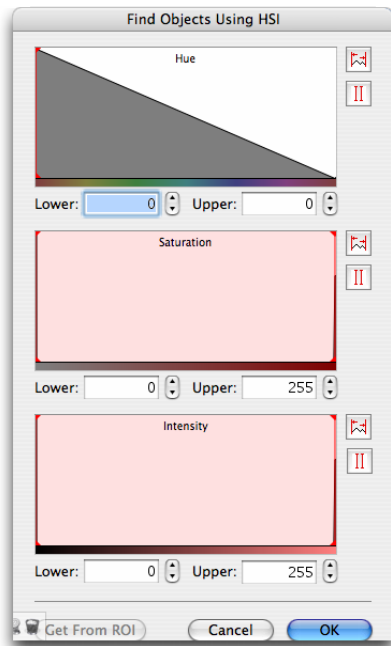 Find Objects Using HSI
Hue
Lower: 0 Upper: 0
Saturation
Lower: 0 Upper: 255
Intensity
Lower: 0 Upper: 255
Get From ROI Cancel OK